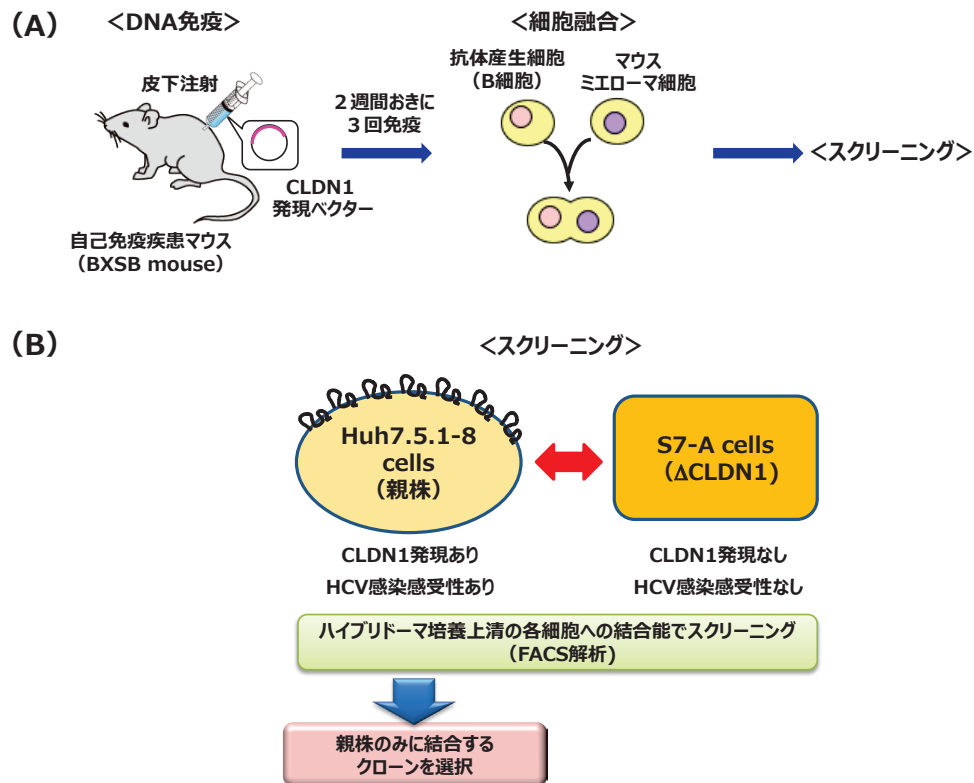 (A)
<DNA免疫>
皮下注射
CLDN1
発現ベクター
自己免疫疾患マウス
(BXSB mouse)
2週間おきに
3回免疫
<細胞融合>
抗体産生細胞
(B細胞)
マウス
ミエローマ細胞
<スクリーニング>
(B)
<スクリーニング>
Huh7.5.1-8
cells
(親株)
S7-A cells
(ΔCLDN1)
CLDN1発現あり
HCV感染感受性あり
CLDN1発現なし
HCV感染感受性なし
ハイブリドーマ培養上清の各細胞への結合能でスクリーニング
(FACS解析)
親株のみに結合する
クローンを選択